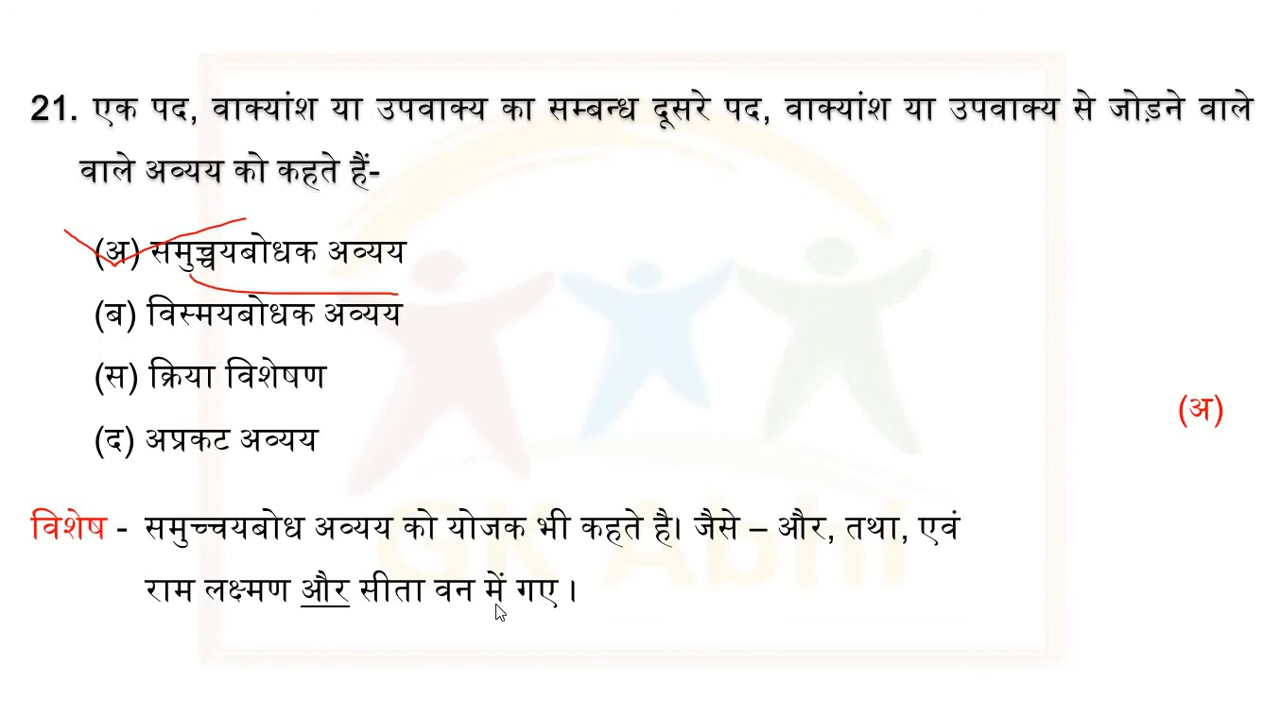 21. एक पद, वाक्यांश या उपवाक्य का सम्बन्ध दूसरे पद, वाक्यांश या उपवाक्य से जोड़ने वाले
वाले अव्यय को कहते हैं-
(अ) समुच्चयबोधक अव्यय
(ब) विस्मयबोधक अव्यय
(स) क्रिया विशेषण
(द) अप्रकट अव्यय
(अ)
विशेष - समुच्चयबोध अव्यय को योजक भी कहते है। जैसे – और, तथा, एवं
राम लक्ष्मण और सीता वन में गए ।
GK Abhi